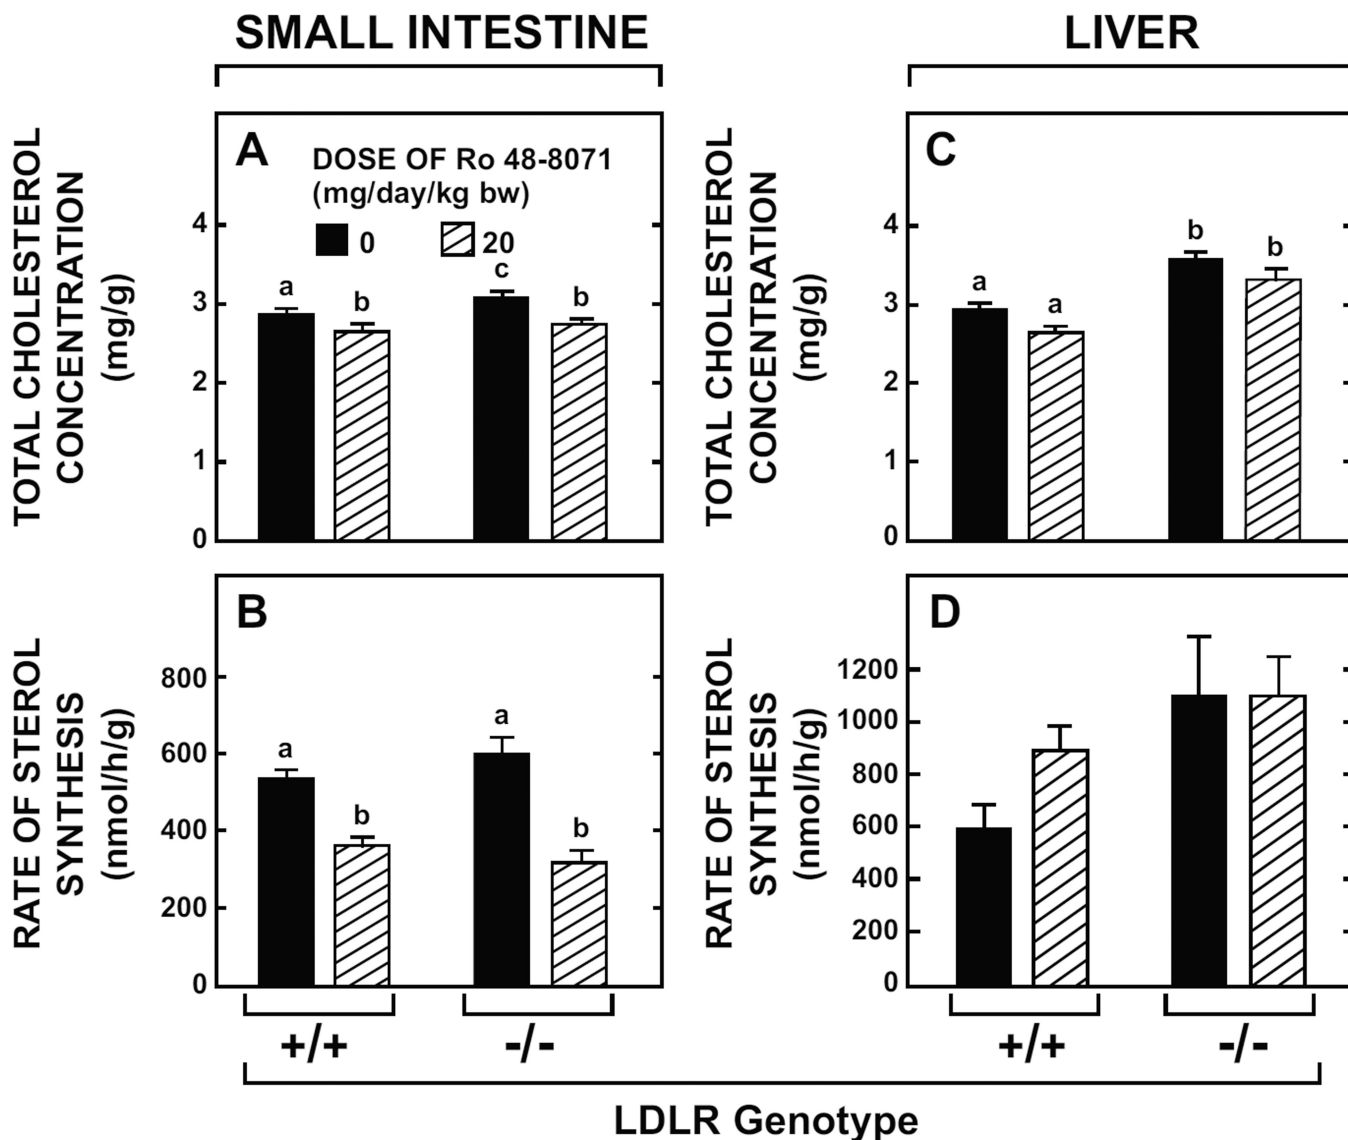 SMALL INTESTINE
LIVER
TOTAL CHOLESTEROL
CONCENTRATION
(mg/g)
A
DOSE OF Ro 48-8071
(mg/day/kg bw)
0
20
4
3
2
1
0
a
b
c
b
TOTAL CHOLESTEROL
CONCENTRATION
(mg/g)
C
4
3
2
1
0
a
a
b
b
RATE OF STEROL
SYNTHESIS
(nmol/h/g)
B
800
600
400
200
0
a
b
a
b
RATE OF STEROL
SYNTHESIS
(nmol/h/g)
D
1200
1000
800
600
400
200
0
+/+
-/-
+/+
-/-
LDLR Genotype